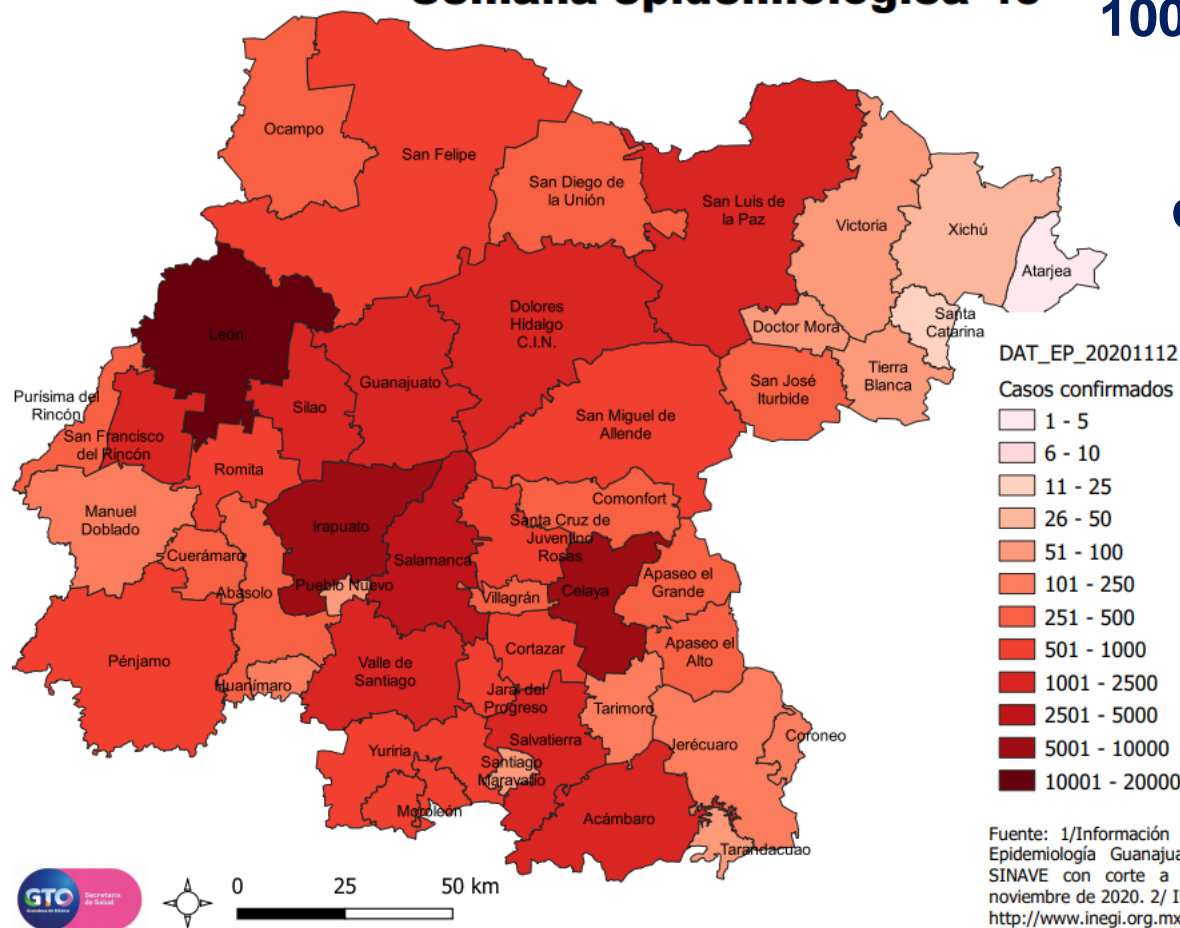 100
Ocampo
San Felipe
San Diego de
la Unión
San Luis de
la Paz
Victoria
Xichú
Atarjea
León
Dolores
Hidalgo
C.I.N.
Doctor Mora
Santa
Catarina
Guanajuato
Silao
San José
Iturbide
Tierra
Blanca
Purísima del
Rincón
San Francisco
del Rincón
San Miguel de
Allende
Romita
Manuel
Doblado
Irapuato
Comonfort
Santa Cruz de
Juventino
Rosas
Cuerámaro
Salamanca
Abasolo
Pueblo Nuevo
Villagrán
Celaya
Apaseo el
Grande
Pénjamo
Huanímaro
Valle de
Santiago
Cortazar
Apaseo el
Alto
Jaral del
Progreso
Tarimoro
Yuriria
Salvatierra
Santiago
Maravatío
Jerécuaro
Coroneo
Moroleón
Acámbaro
Tarandacuao
DAT_EP_20201112
Casos confirmados
1 - 5
6 - 10
11 - 25
26 - 50
51 - 100
101 - 250
251 - 500
501 - 1000
1001 - 2500
2501 - 5000
5001 - 10000
10001 - 20000
Fuente: 1/Información
Epidemiología Guanajua
SINAVE con corte a
noviembre de 2020. 2/ I
http://www.inegi.org.mx
GTO
Grandeza de México
Secretaría
de Salud
0 25 50 km